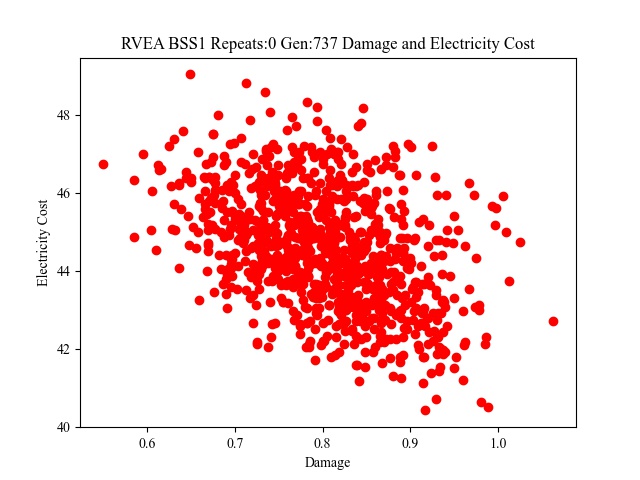 RVEA BSS1 Repeats:0 Gen:737 Damage and Electricity Cost
48
46
44
42
40
Electricity Cost
0.6 0.7 0.8 0.9 1.0
Damage